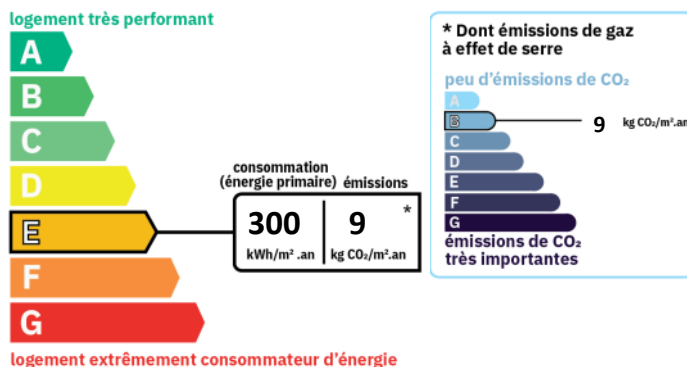 logement très performant
A
B
C
D
E
F
G
consommation
(énergie primaire) émissions
300 9 *
kWh/m² .an kg CO₂/m².an
logement extrêmement consommateur d'énergie
* Dont émissions de gaz
à effet de serre
peu d'émissions de CO₂
A
B 9 kg CO₂/m².an
C
D
E
F
G
émissions de CO₂
très importantes